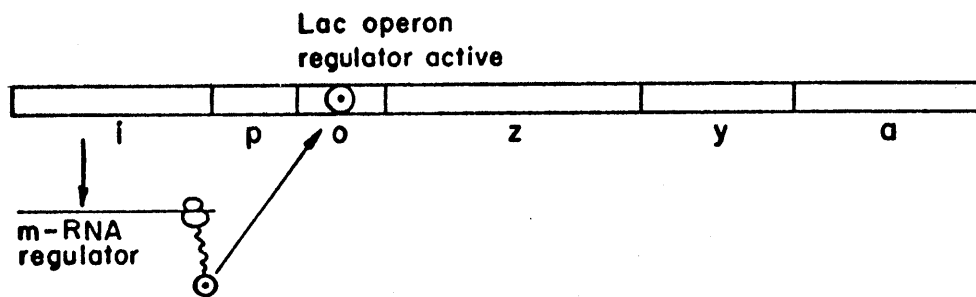 Lac operon
regulator active
i p o z y a
m-RNA
regulator